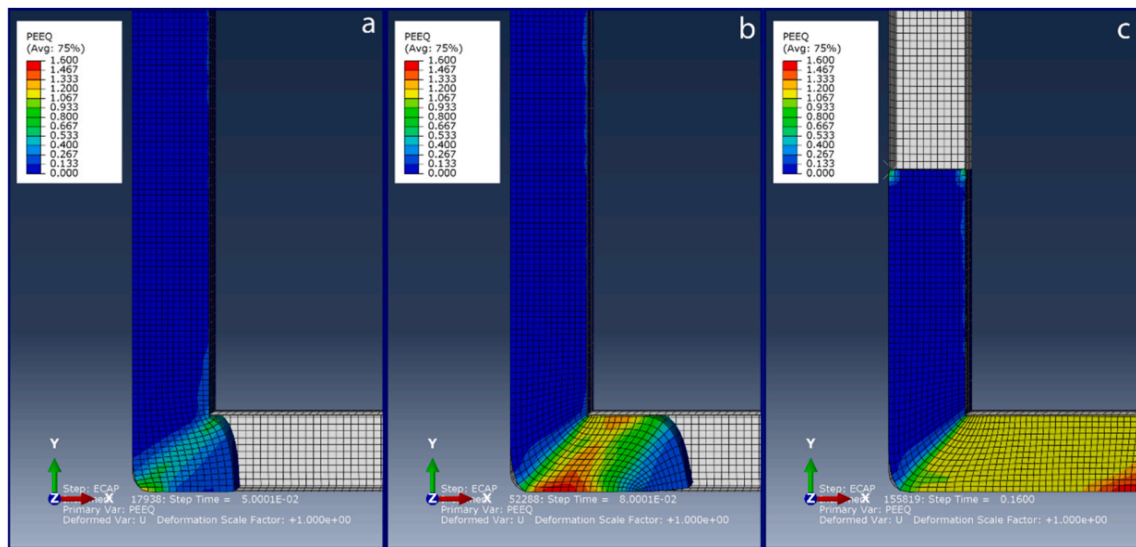 a
PEEQ
(Avg: 75%)
1.600
1.467
1.333
1.200
1.067
0.933
0.800
0.667
0.533
0.400
0.267
0.133
0.000
Y
Z
X
Step: ECAP
17938: Step Time = 5.0001E-02
Primary Var: PEEQ
Deformed Var: U Deformation Scale Factor: +1.000e+00
b
PEEQ
(Avg: 75%)
1.600
1.467
1.333
1.200
1.067
0.933
0.800
0.667
0.533
0.400
0.267
0.133
0.000
Y
Z
X
Step: ECAP
52288: Step Time = 8.0001E-02
Primary Var: PEEQ
Deformed Var: U Deformation Scale Factor: +1.000e+00
c
PEEQ
(Avg: 75%)
1.600
1.467
1.333
1.200
1.067
0.933
0.800
0.667
0.533
0.400
0.267
0.133
0.000
Y
Z
X
Step: ECAP
155819: Step Time = 0.1600
Primary Var: PEEQ
Deformed Var: U Deformation Scale Factor: +1.000e+00